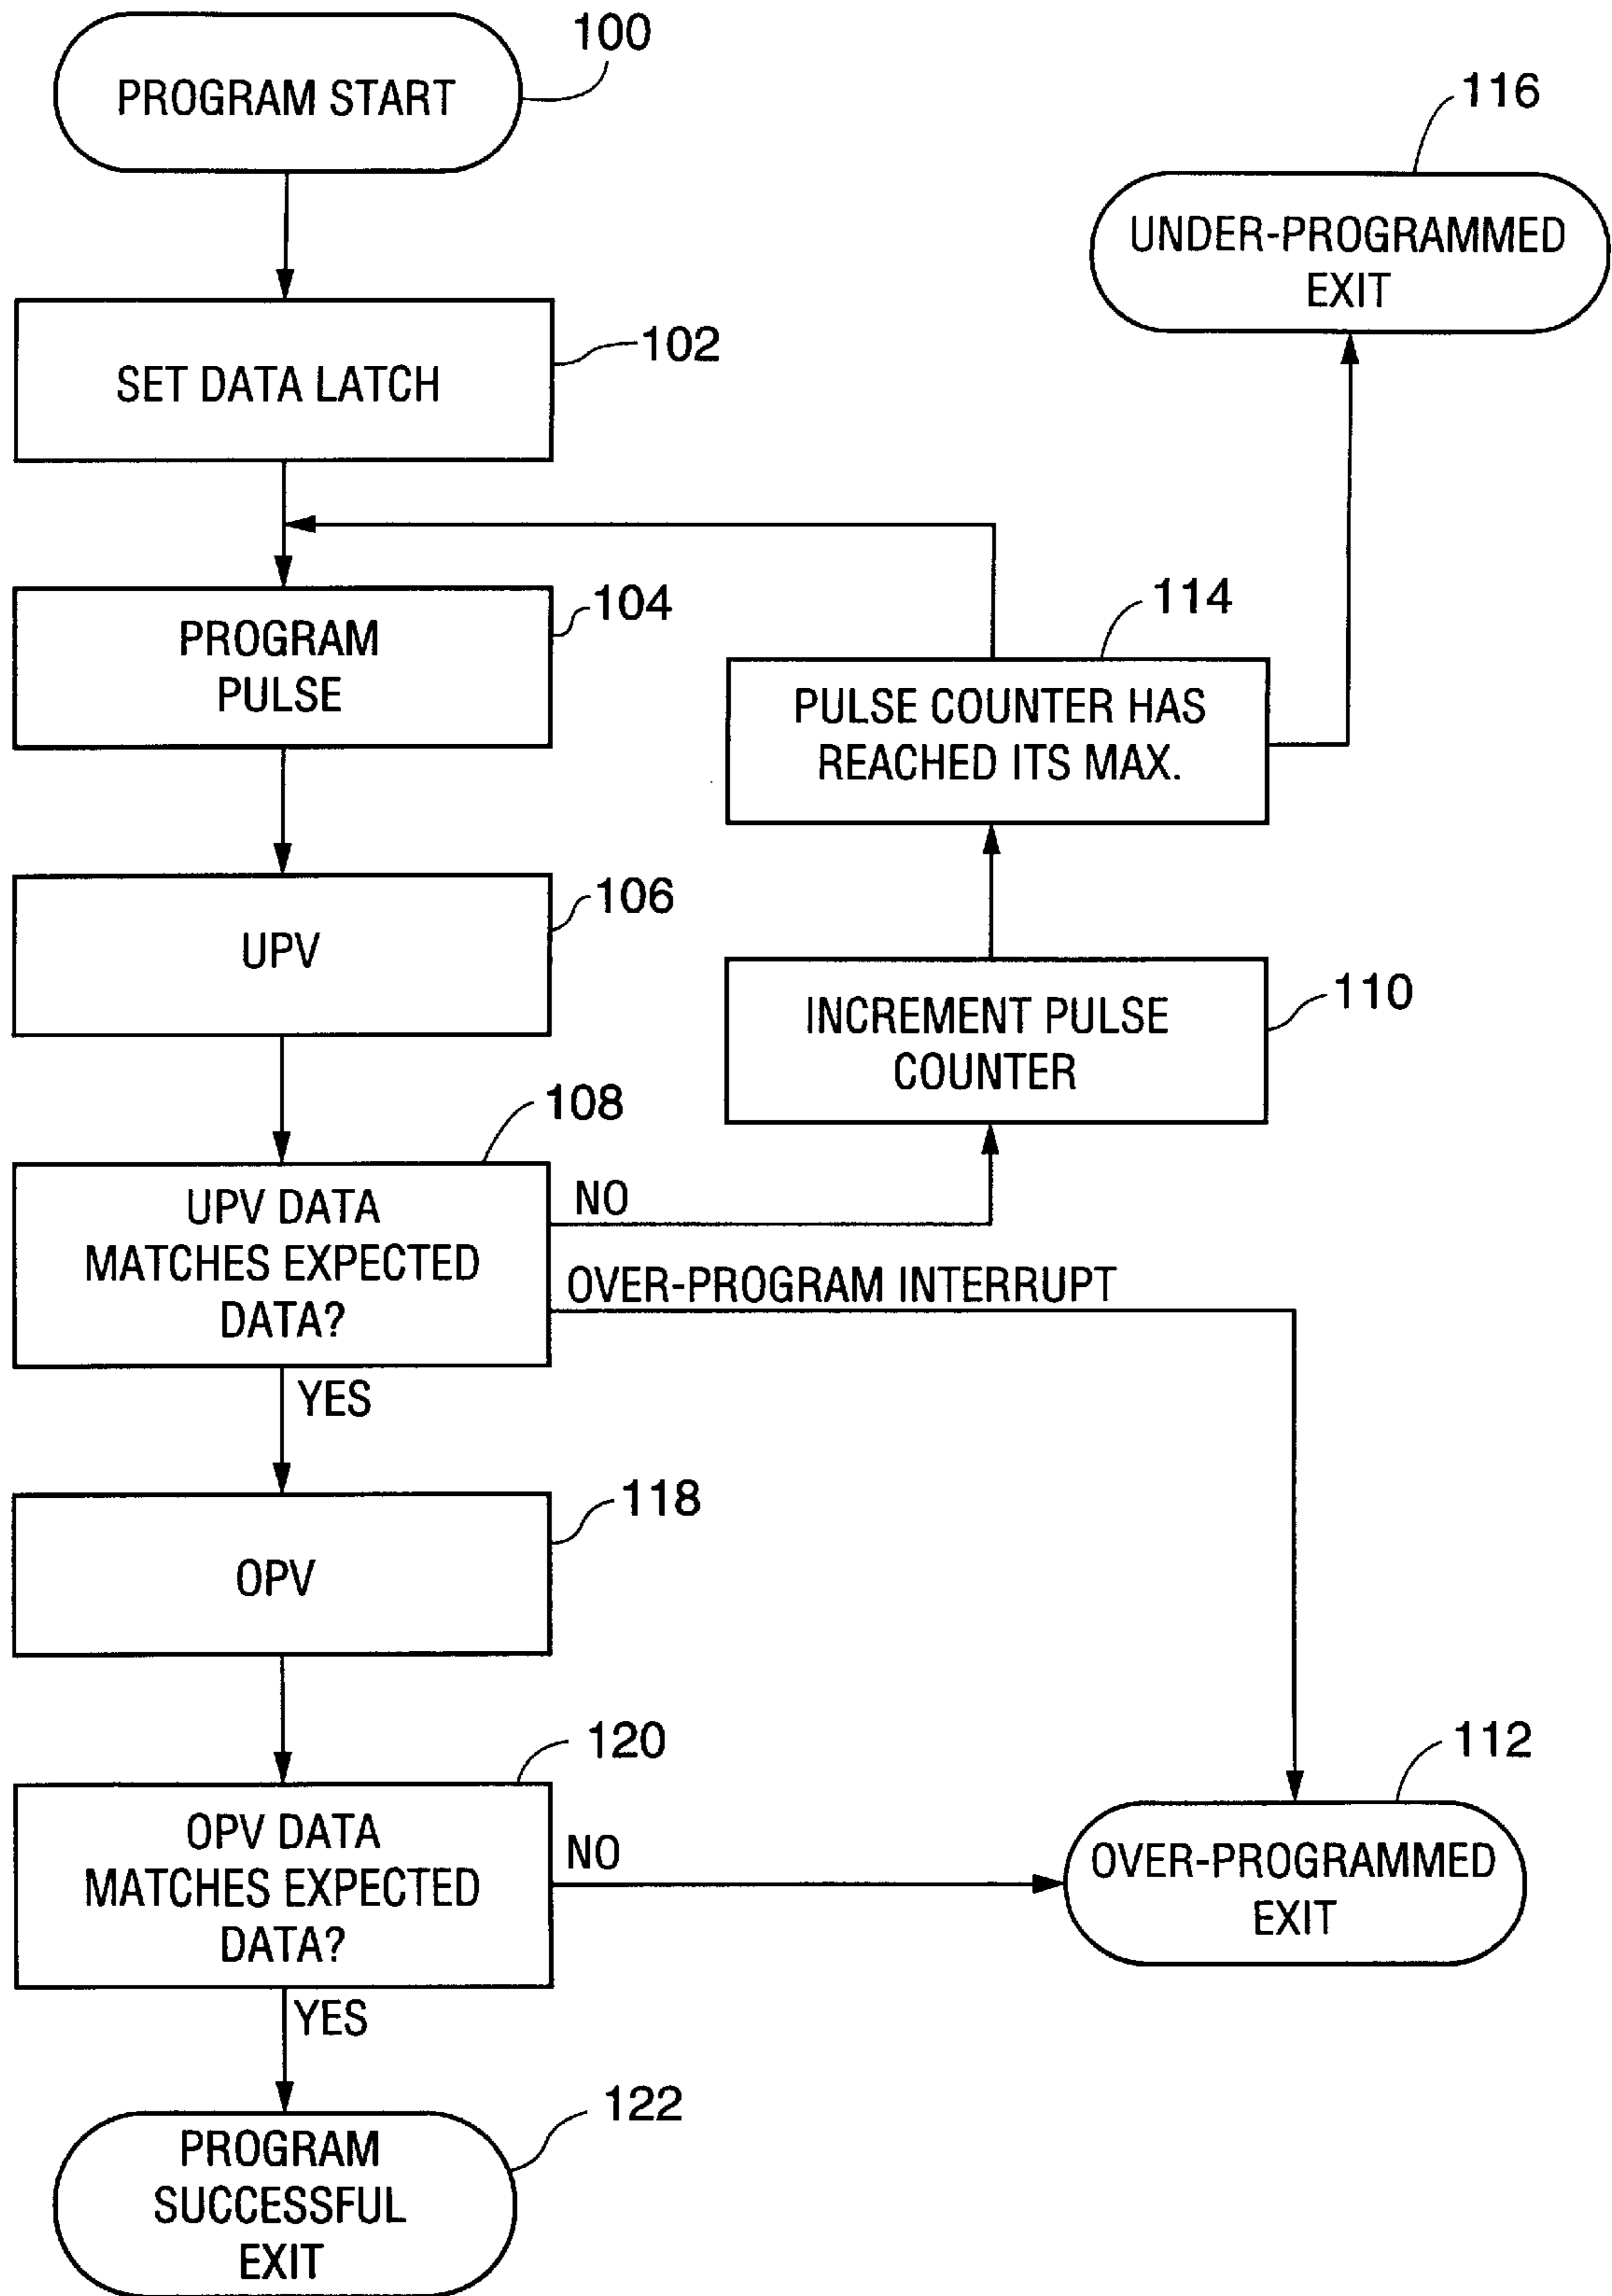 100
PROGRAM START
116
UNDER-PROGRAMMED
EXIT
102
SET DATA LATCH
104
PROGRAM
PULSE
114
PULSE COUNTER HAS
REACHED ITS MAX.
106
UPV
110
INCREMENT PULSE
COUNTER
108
UPV DATA
MATCHES EXPECTED
DATA?
NO
OVER-PROGRAM INTERRUPT
YES
118
OPV
120
OPV DATA
MATCHES EXPECTED
DATA?
NO
112
OVER-PROGRAMMED
EXIT
YES
122
PROGRAM
SUCCESSFUL
EXIT